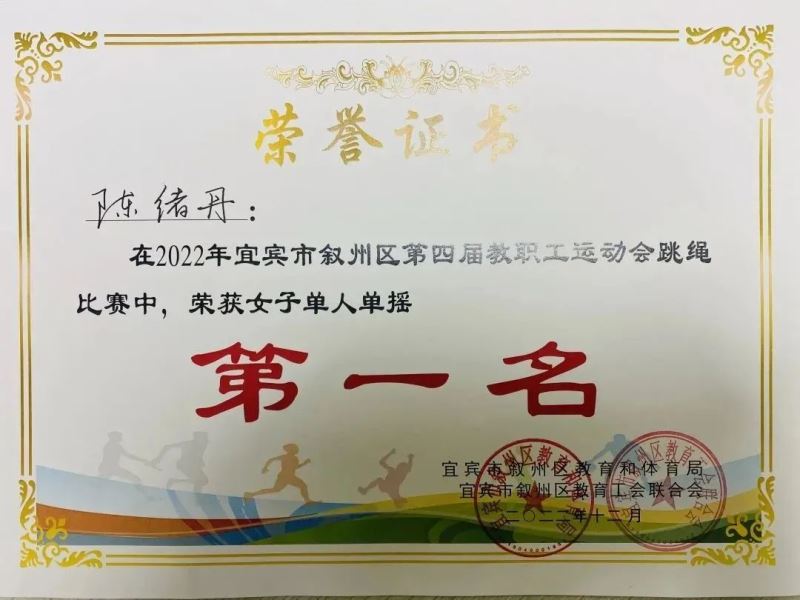 荣誉证书
陈绪丹：
在2022年宜宾市叙州区第四届教职工运动会跳绳
比赛中，荣获女子单人单摇
第一名
宜宾市叙州区教育和体育局
宜宾市叙州区教育工会联合会
二〇二二年十二月